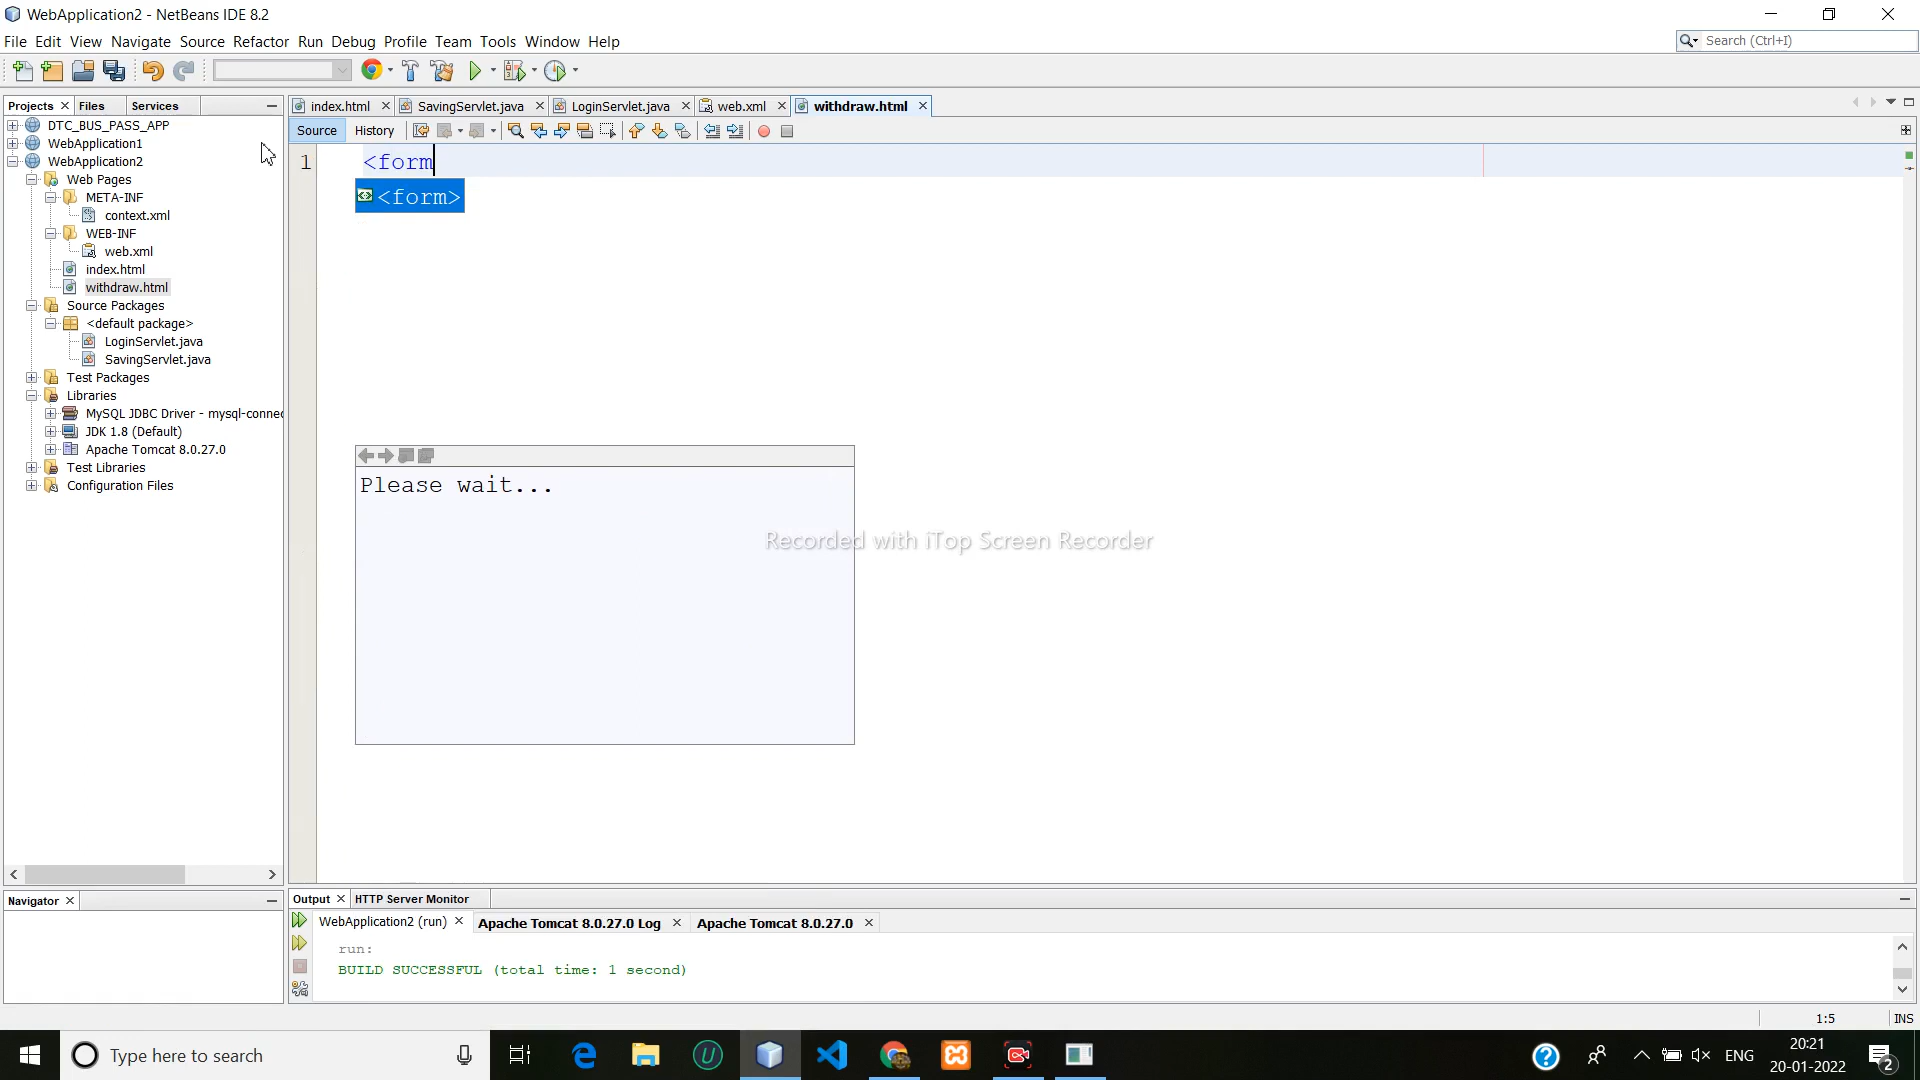 WebApplication2 - NetBeans IDE 8.2
File Edit View Navigate Source Refactor Run Debug Profile Team Tools Window Help
Search (Ctrl+I)
Projects Files Services
index.html SavingServlet.java LoginServlet.java web.xml withdraw.html
Source History
DTC_BUS_PASS_APP
WebApplication1
WebApplication2
Web Pages
META-INF
context.xml
WEB-INF
web.xml
index.html
withdraw.html
Source Packages
<default package>
LoginServlet.java
SavingServlet.java
Test Packages
Libraries
MySQL JDBC Driver - mysql-connec
JDK 1.8 (Default)
Apache Tomcat 8.0.27.0
Test Libraries
Configuration Files
1 <form
<form>
Please wait...
Recorded with iTop Screen Recorder
Navigator
Output HTTP Server Monitor
WebApplication2 (run) Apache Tomcat 8.0.27.0 Log Apache Tomcat 8.0.27.0
run:
BUILD SUCCESSFUL (total time: 1 second)
1:5 INS
Type here to search
ENG
20:21
20-01-2022
2